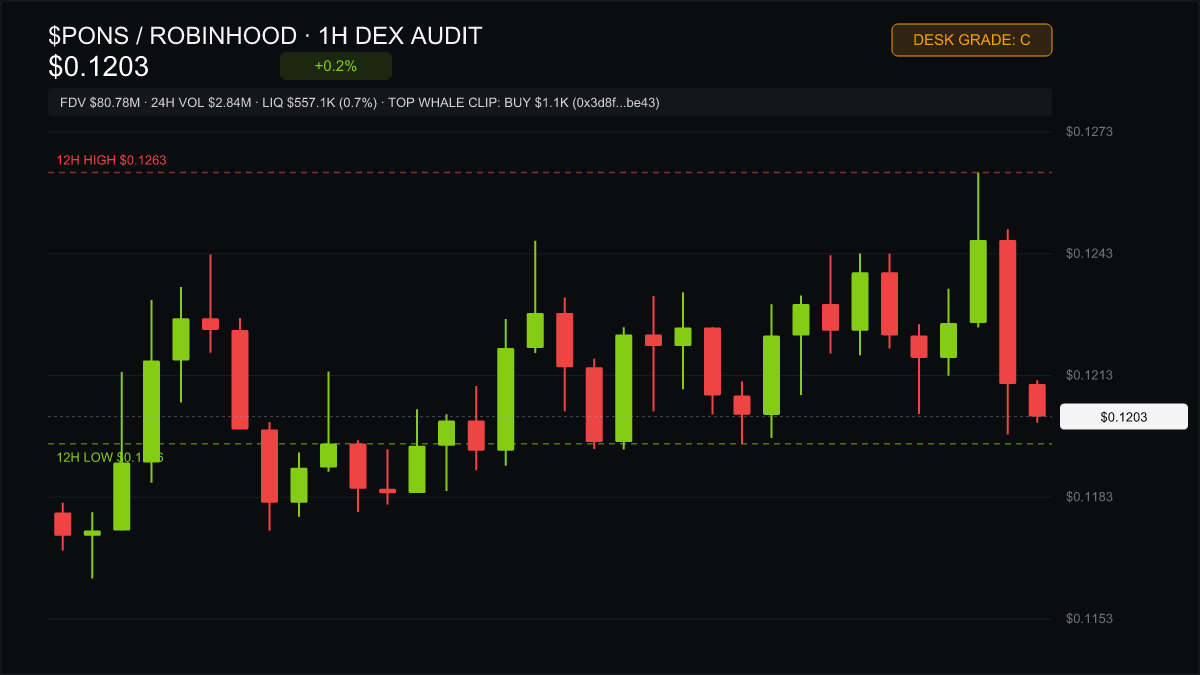 $PONS / ROBINHOOD · 1H DEX AUDIT
DESK GRADE: C
$0.1203
+0.2%
FDV $80.78M · 24H VOL $2.84M · LIQ $557.1K (0.7%) · TOP WHALE CLIP: BUY $1.1K (0x3d8f...be43)
$0.1273
12H HIGH $0.1263
$0.1243
$0.1213
$0.1203
12H LOW
$0.1183
$0.1153